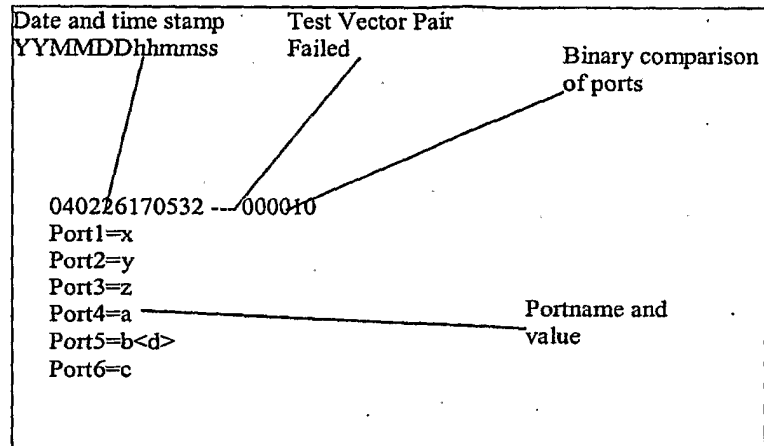 Date and time stamp
YYMMDDhhmmss
Test Vector Pair
Failed
Binary comparison
of ports
040226170532 ---000010
Port1=x
Port2=y
Port3=z
Port4=a
Port5=b<d>
Port6=c
Portname and
value